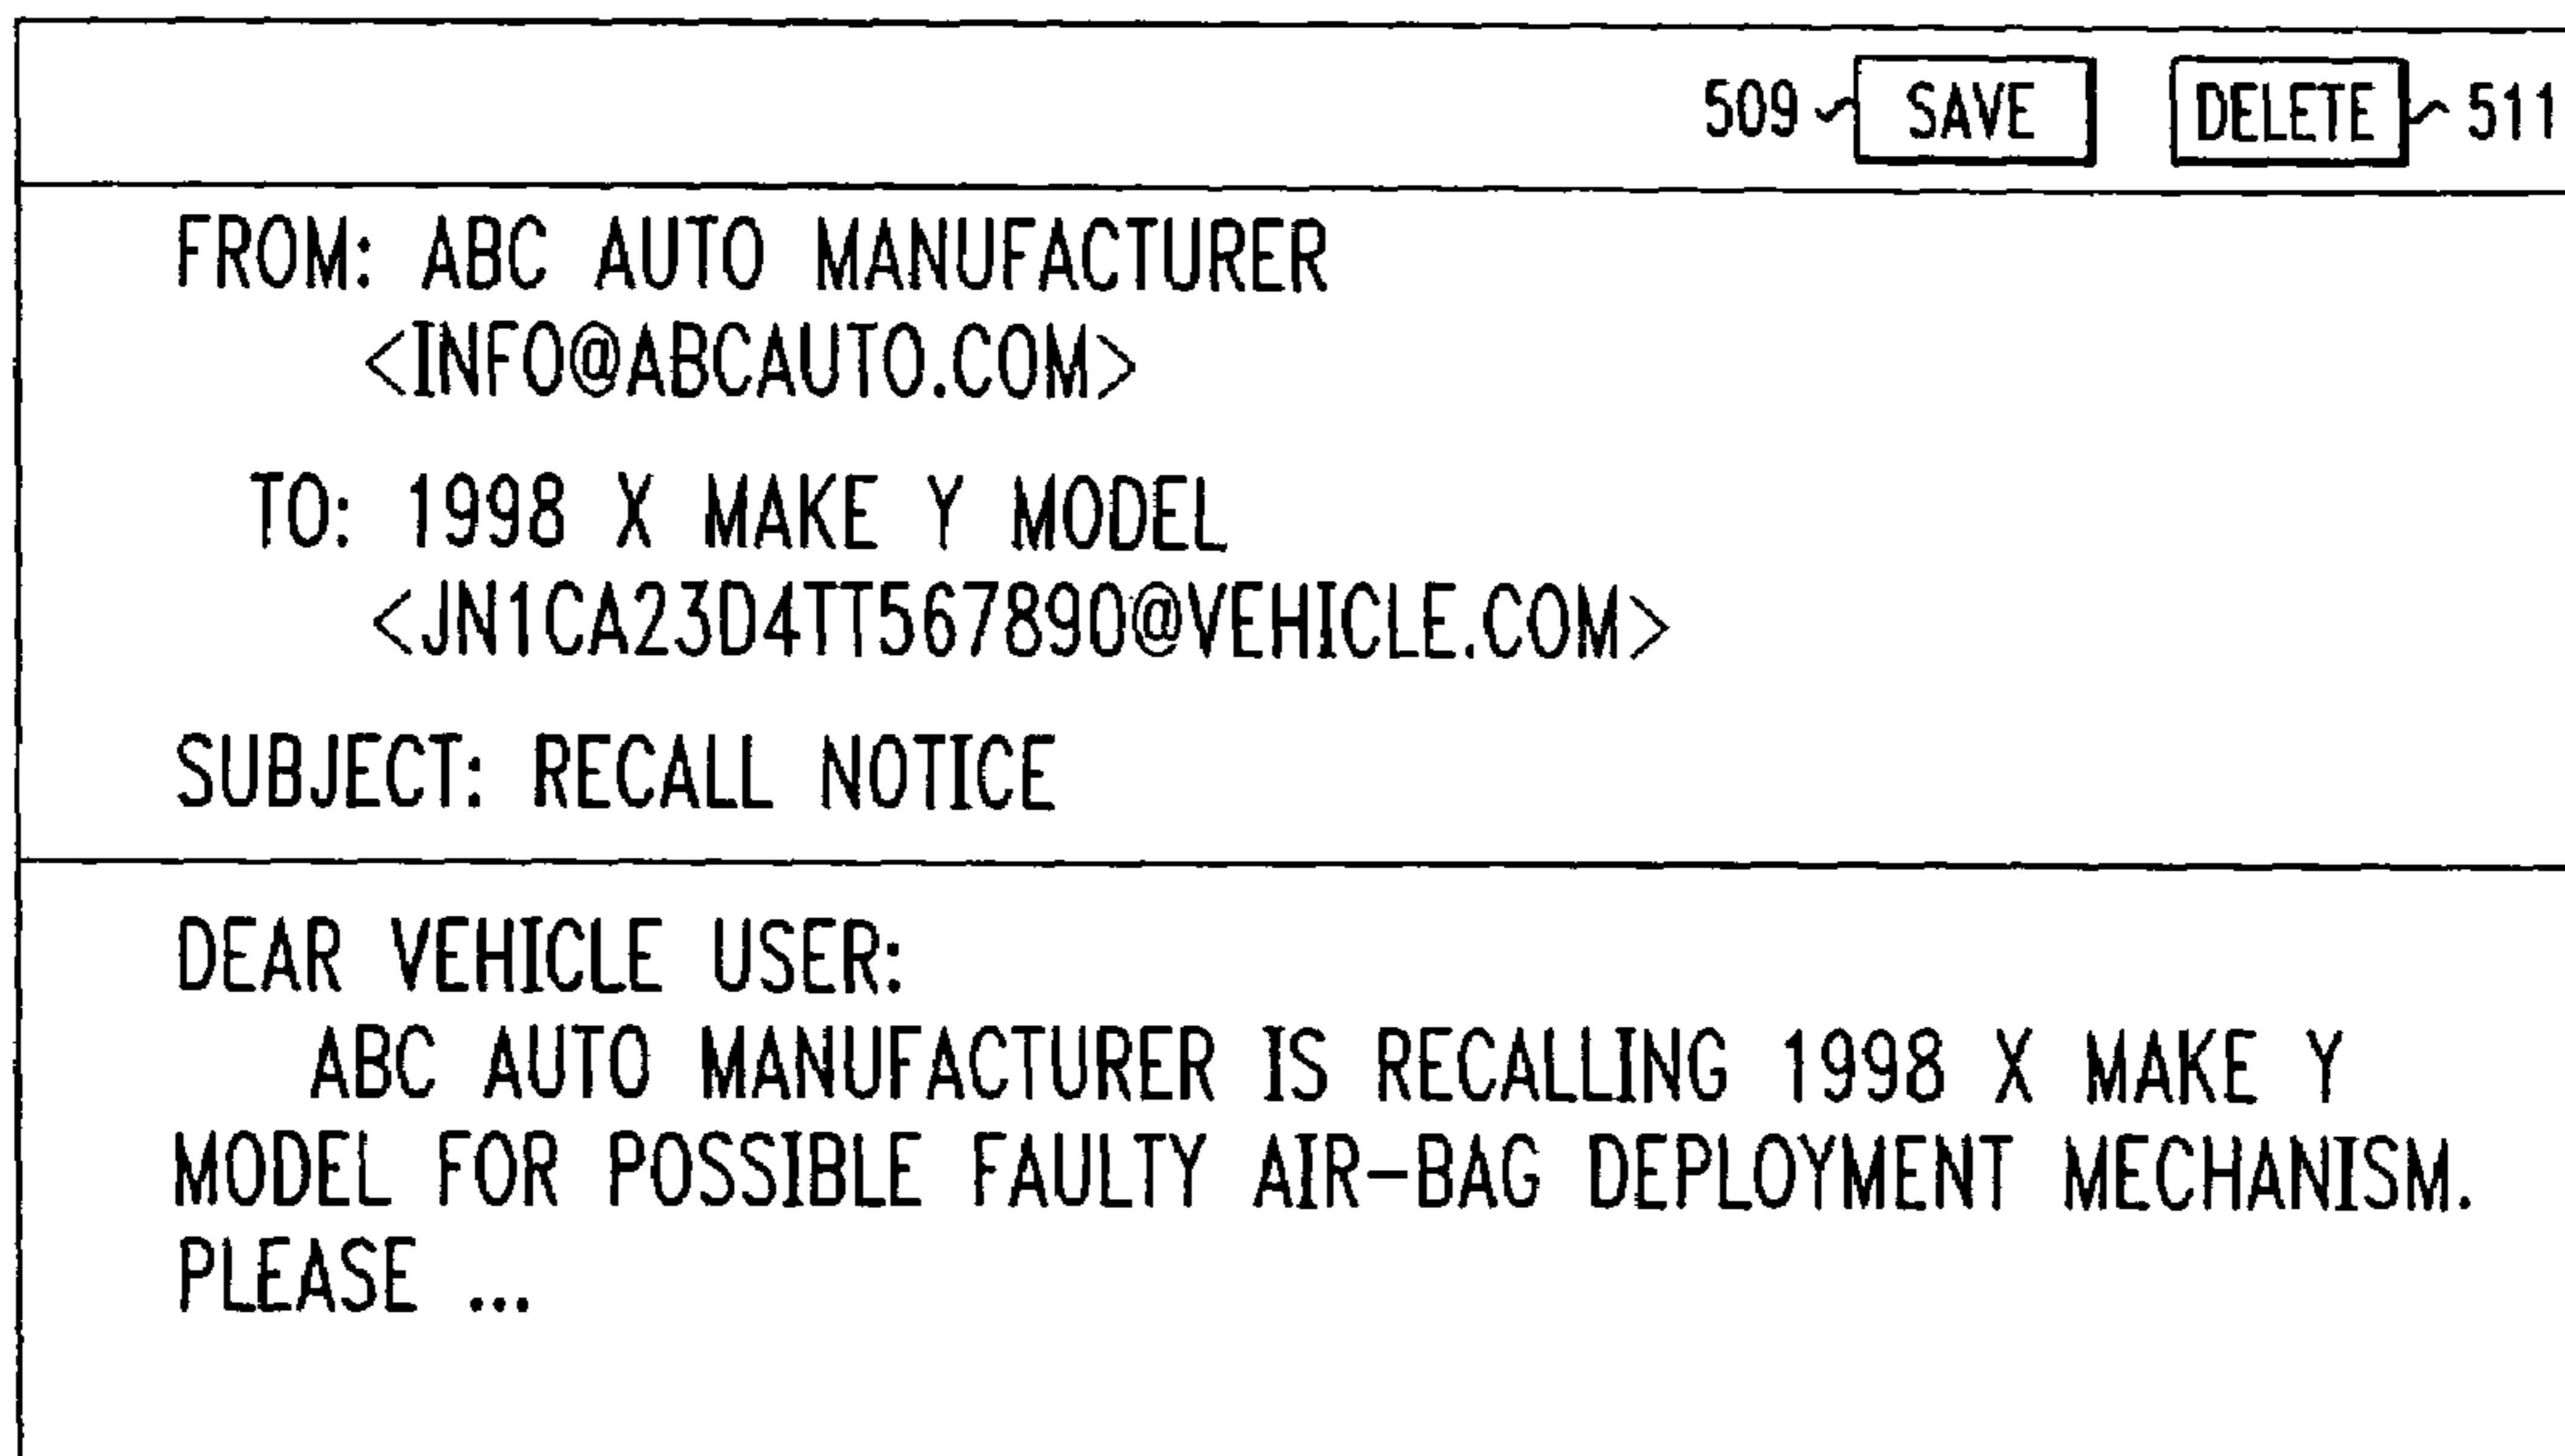 509 SAVE DELETE 511
FROM: ABC AUTO MANUFACTURER
<INFO@ABCAUTO.COM>
TO: 1998 X MAKE Y MODEL
<JN1CA23D4TT567890@VEHICLE.COM>
SUBJECT: RECALL NOTICE
DEAR VEHICLE USER:
ABC AUTO MANUFACTURER IS RECALLING 1998 X MAKE Y
MODEL FOR POSSIBLE FAULTY AIR-BAG DEPLOYMENT MECHANISM.
PLEASE ...